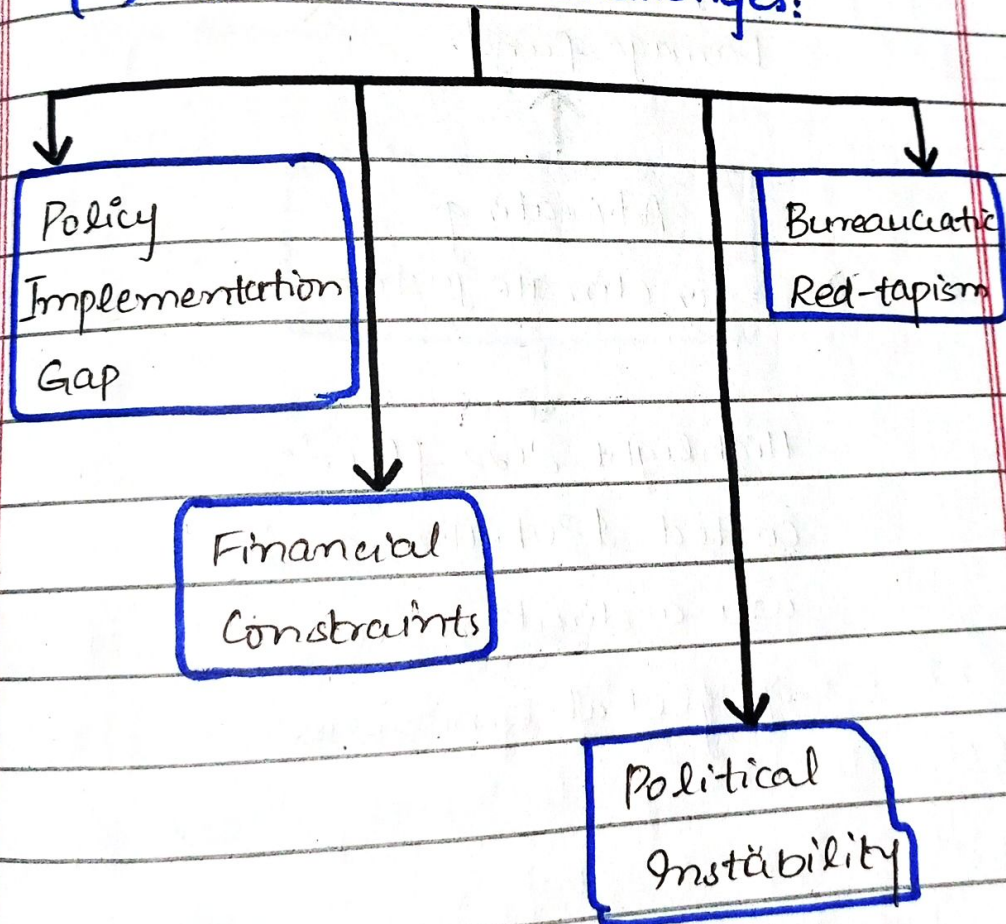 Policy
Implementation
Gap
Bureaucratic
Red-tapism
Financial
Constraints
Political
Instability